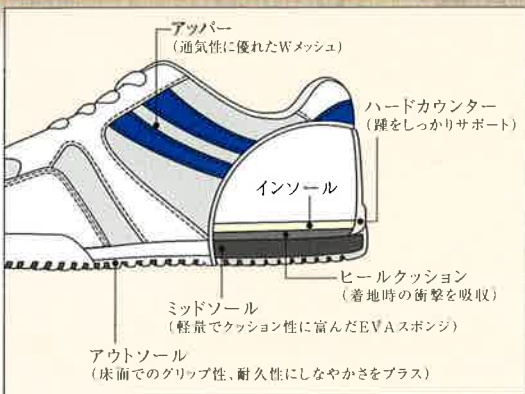 アッパー
(通気性に優れたWメッシュ)
ハードカウンター
(踵をしっかりサポート)
インソール
ヒールクッション
(着地時の衝撃を吸収)
ミッドソール
(軽量でクッション性に富んだEVAスポンジ)
アウトソール
(床面でのグリップ性、耐久性にしなやかさをプラス)